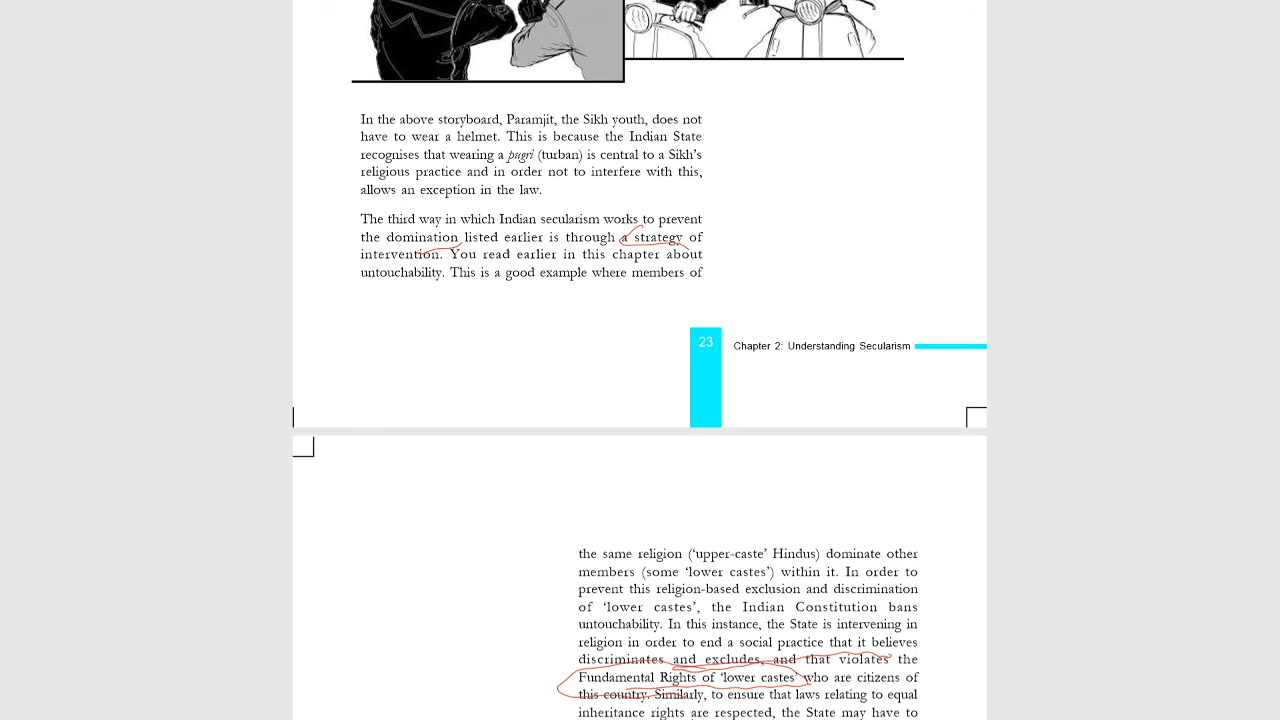 In the above storyboard, Paramjit, the Sikh youth, does not
have to wear a helmet. This is because the Indian State
recognises that wearing a pugri (turban) is central to a Sikh’s
religious practice and in order not to interfere with this,
allows an exception in the law.
The third way in which Indian secularism works to prevent
the domination listed earlier is through a strategy of
intervention. You read earlier in this chapter about
untouchability. This is a good example where members of
23
Chapter 2: Understanding Secularism
the same religion (‘upper-caste’ Hindus) dominate other
members (some ‘lower castes’) within it. In order to
prevent this religion-based exclusion and discrimination
of ‘lower castes’, the Indian Constitution bans
untouchability. In this instance, the State is intervening in
religion in order to end a social practice that it believes
discriminates and excludes, and that violates the
Fundamental Rights of ‘lower castes’ who are citizens of
this country. Similarly, to ensure that laws relating to equal
inheritance rights are respected, the State may have to